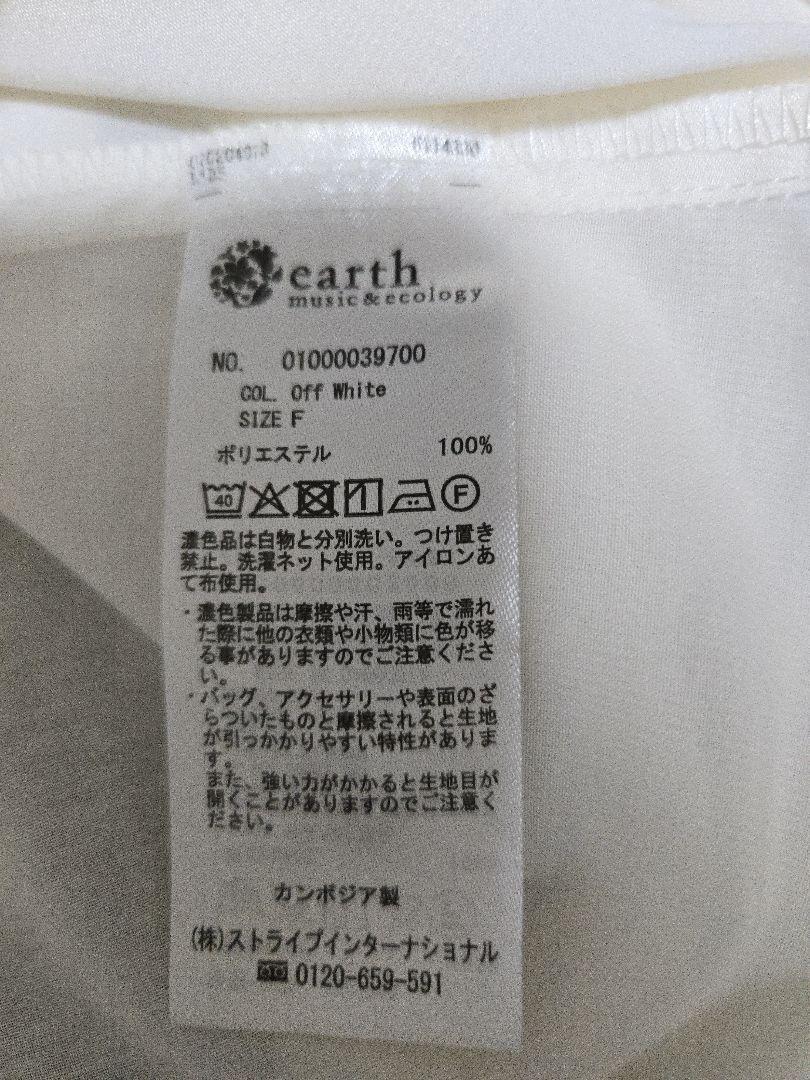 earth
music&ecology
NO. 01000039700
COL. Off White
SIZE F
ポリエステル 100%
40 F
濃色品は白物と分別洗い。つけ置き
禁止。洗濯ネット使用。アイロンあ
て布使用。
・濃色製品は摩擦や汗、雨等で濡れ
た際に他の衣類や小物類に色が移
る事がありますのでご注意くださ
い。
・バッグ、アクセサリーや表面のざ
らついたものと摩擦されると生地
が引っかかりやすい特性がありま
す。
また、強い力がかかると生地目が
開くことがありますのでご注意く
ださい。
カンボジア製
(株)ストライプインターナショナル
0120-659-591